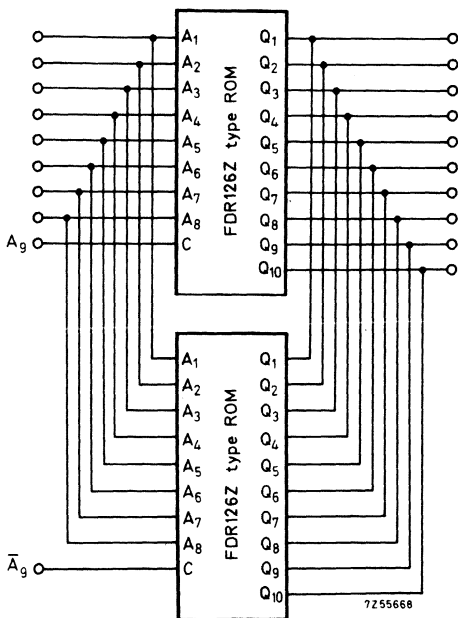 A1 Q1
A2 Q2
A3 Q3
A4 Q4
A5 Q5
A6 Q6
A7 Q7
A8 Q8
A9 C Q9
Q10
FDR126Z type ROM
A1 Q1
A2 Q2
A3 Q3
A4 Q4
A5 Q5
A6 Q6
A7 Q7
A8 Q8
A̅9 C Q9
Q10
FDR126Z type ROM
7Z55668